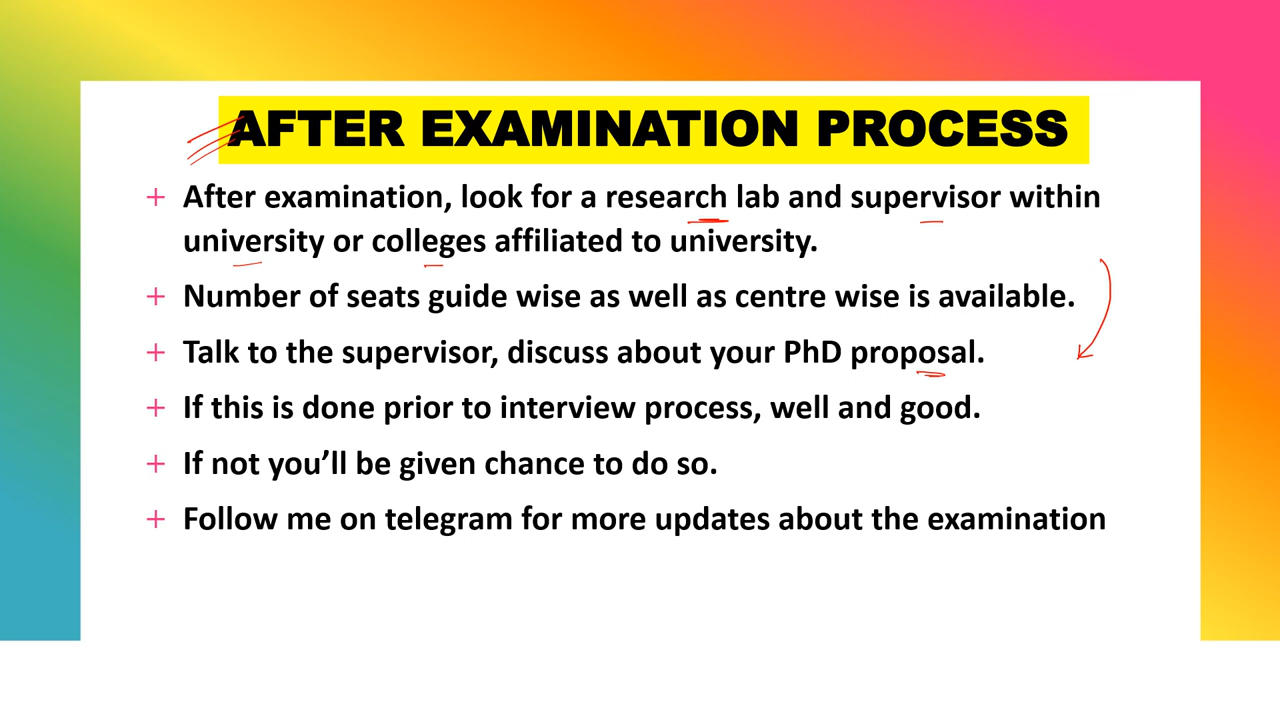 AFTER EXAMINATION PROCESS
+ After examination, look for a research lab and supervisor within
university or colleges affiliated to university.
+ Number of seats guide wise as well as centre wise is available.
+ Talk to the supervisor, discuss about your PhD proposal.
+ If this is done prior to interview process, well and good.
+ If not you’ll be given chance to do so.
+ Follow me on telegram for more updates about the examination